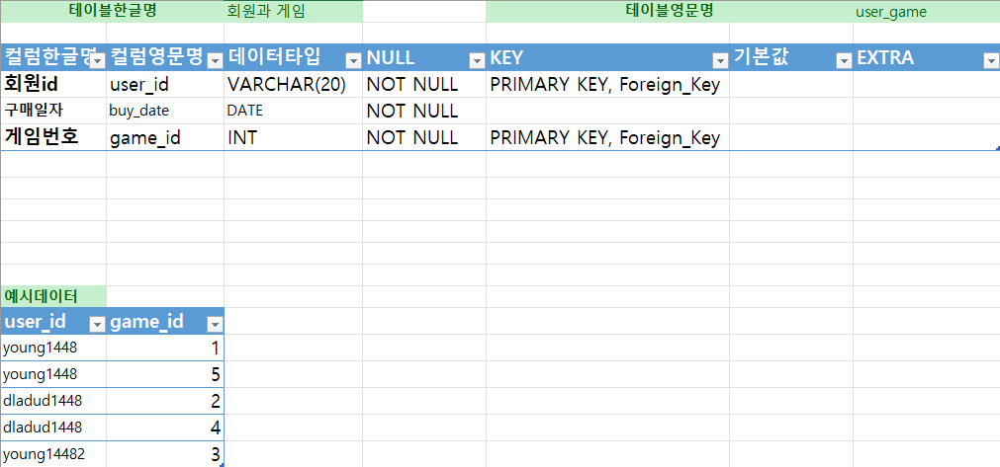 테이블한글명 회원과 게임 테이블영문명 user_game
컬럼한글명 컬럼영문명 데이터타입 NULL KEY 기본값 EXTRA
회원id user_id VARCHAR(20) NOT NULL PRIMARY KEY, Foreign_Key
구매일자 buy_date DATE NOT NULL
게임번호 game_id INT NOT NULL PRIMARY KEY, Foreign_Key
예시데이터
user_id game_id
young1448 1
young1448 5
dladud1448 2
dladud1448 4
young14482 3